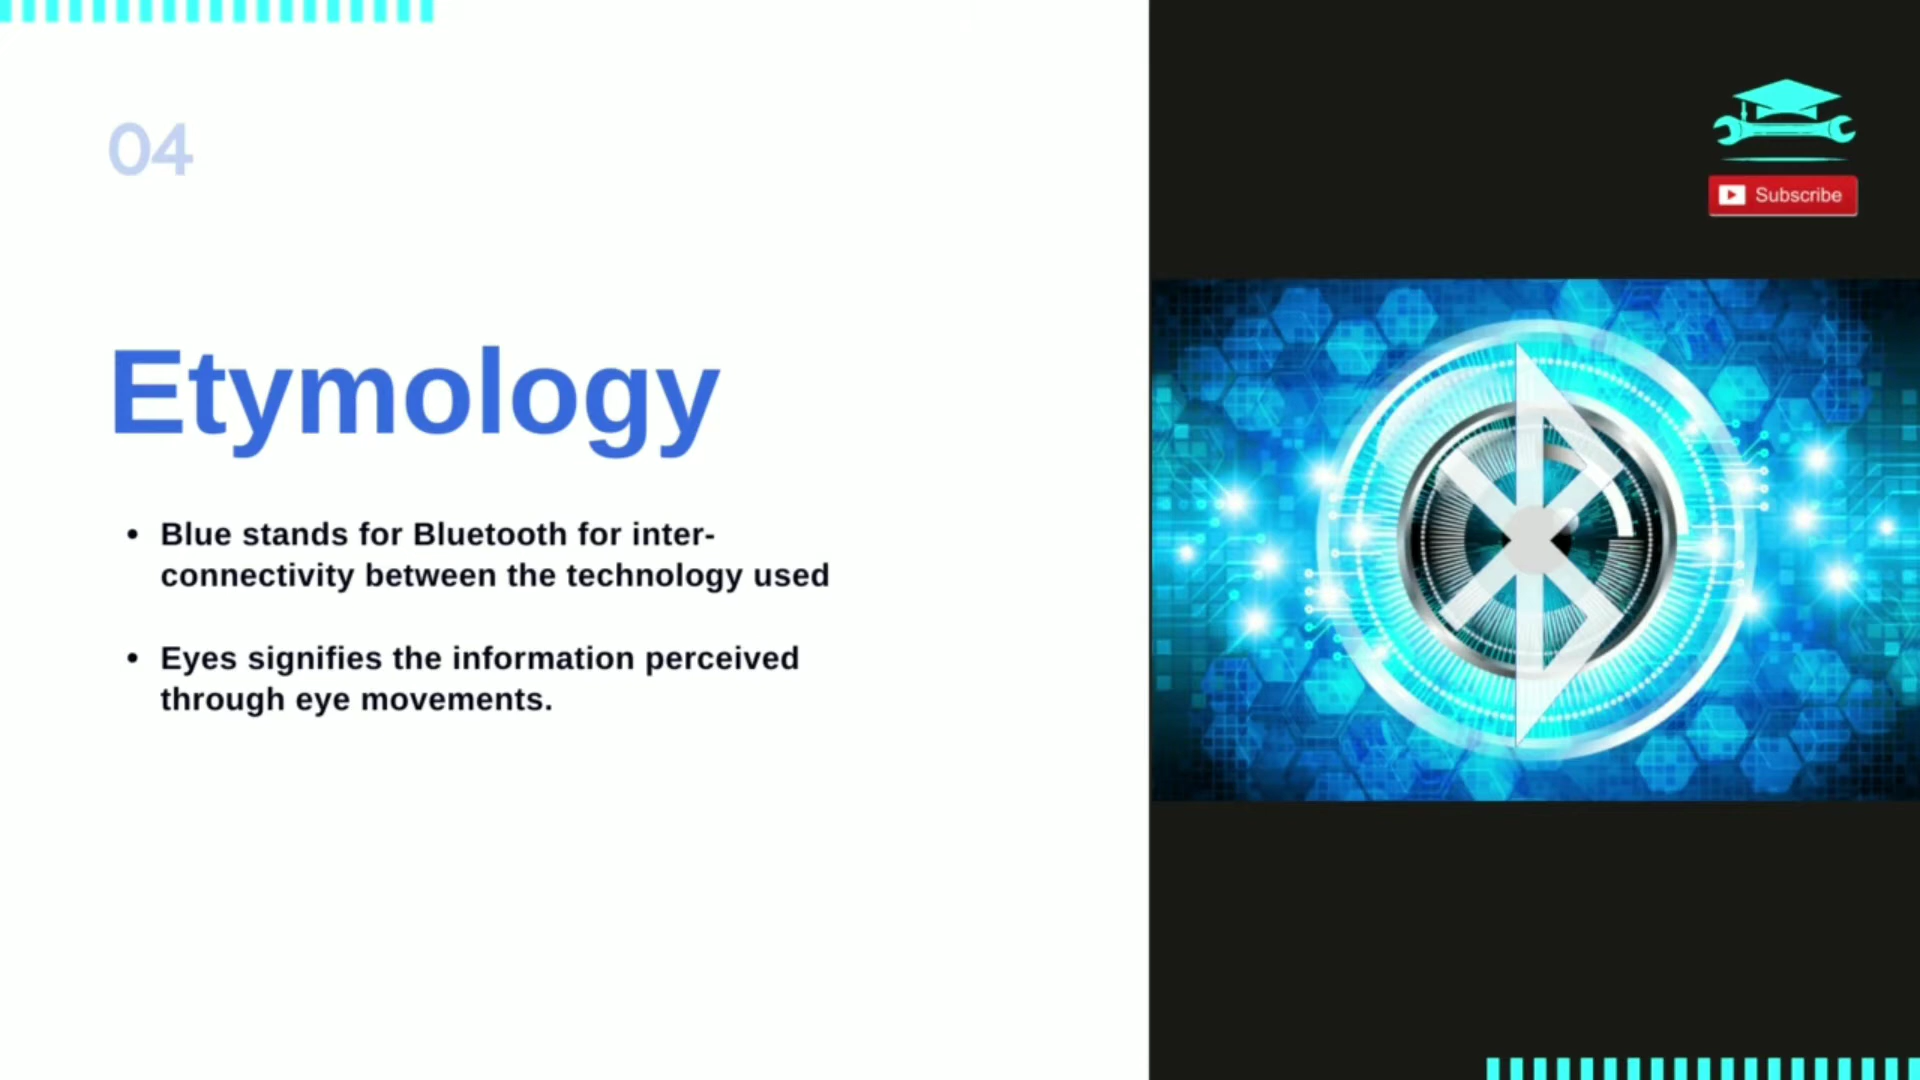 04
Subscribe
Etymology
• Blue stands for Bluetooth for inter-
connectivity between the technology used
• Eyes signifies the information perceived
through eye movements.